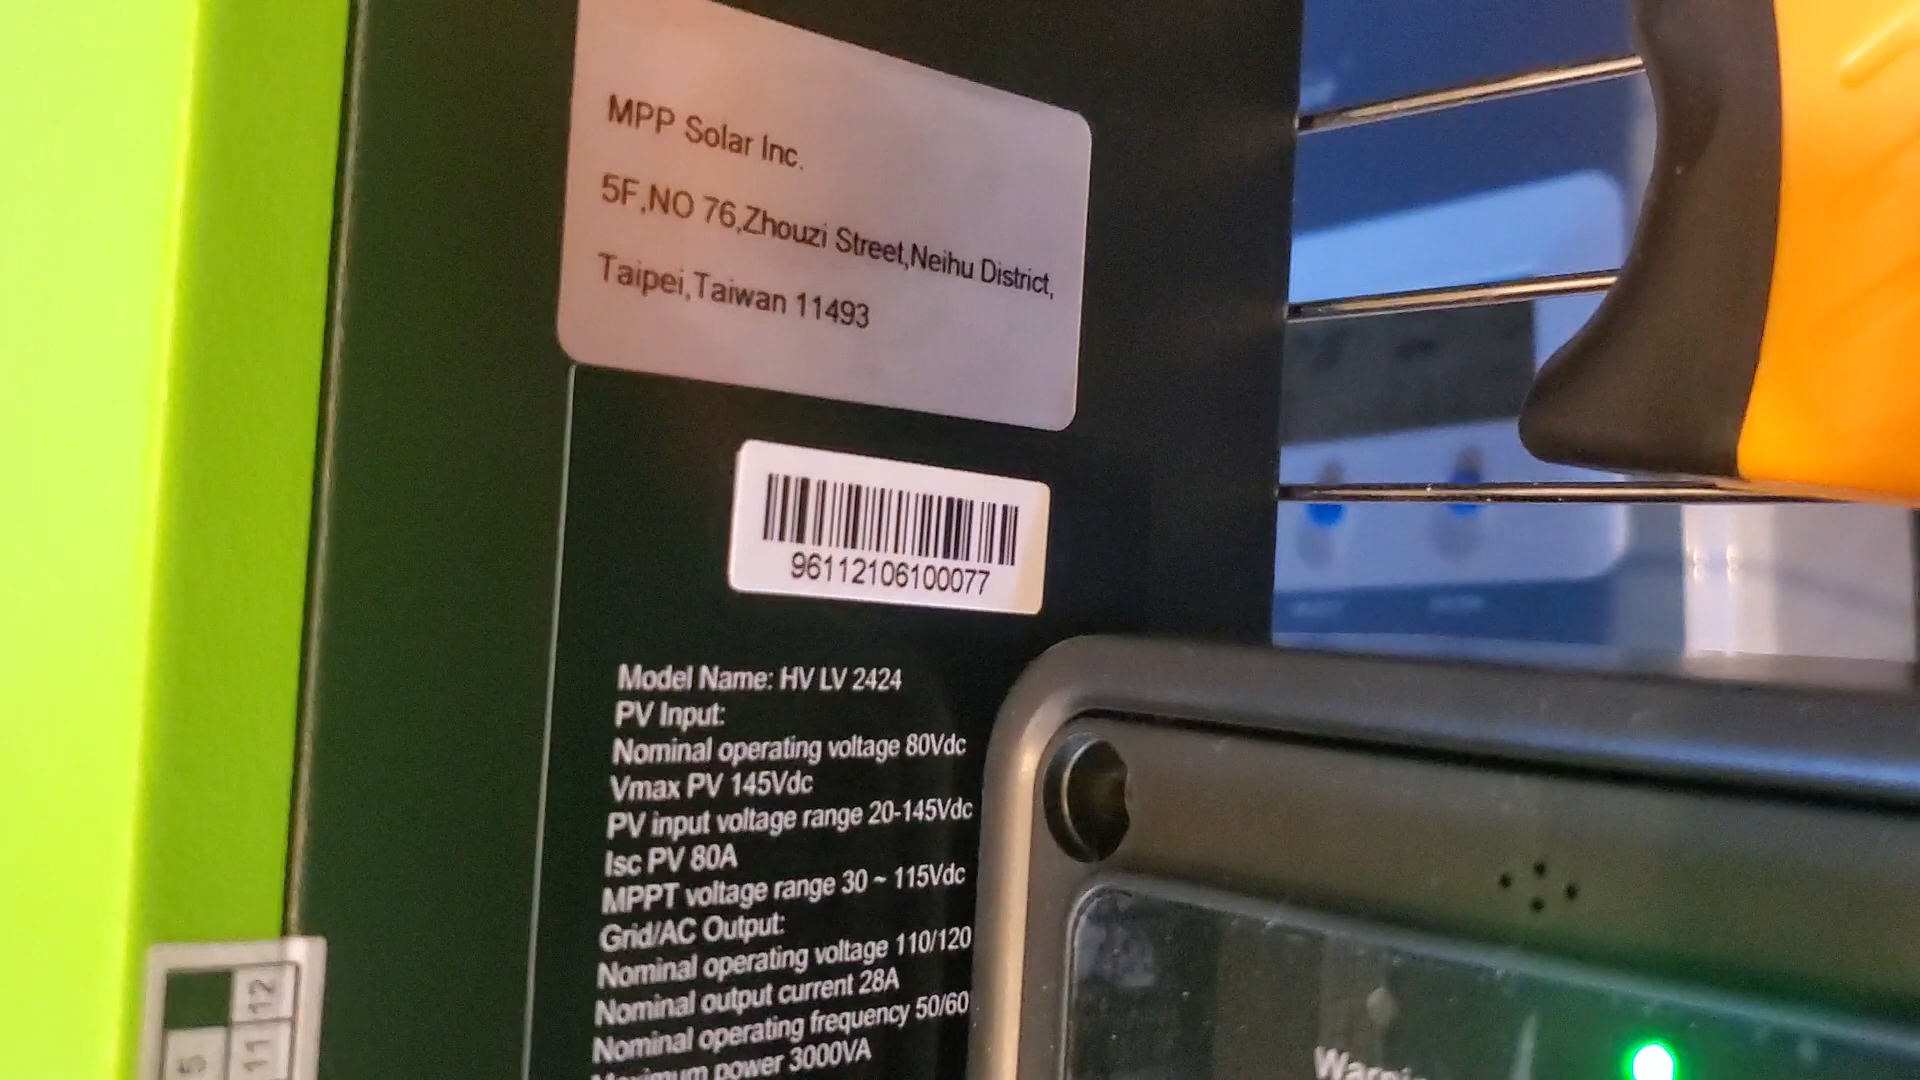 MPP Solar Inc.
5F,NO 76,Zhouzi Street,Neihu District,
Taipei,Taiwan 11493
96112106100077
Model Name: HV LV 2424
PV Input:
Nominal operating voltage 80Vdc
Vmax PV 145Vdc
PV input voltage range 20-145Vdc
Isc PV 80A
MPPT voltage range 30 ~ 115Vdc
Grid/AC Output:
Nominal operating voltage 110/120
Nominal output current 28A
Nominal operating frequency 50/60
Maximum power 3000VA
12
11
5